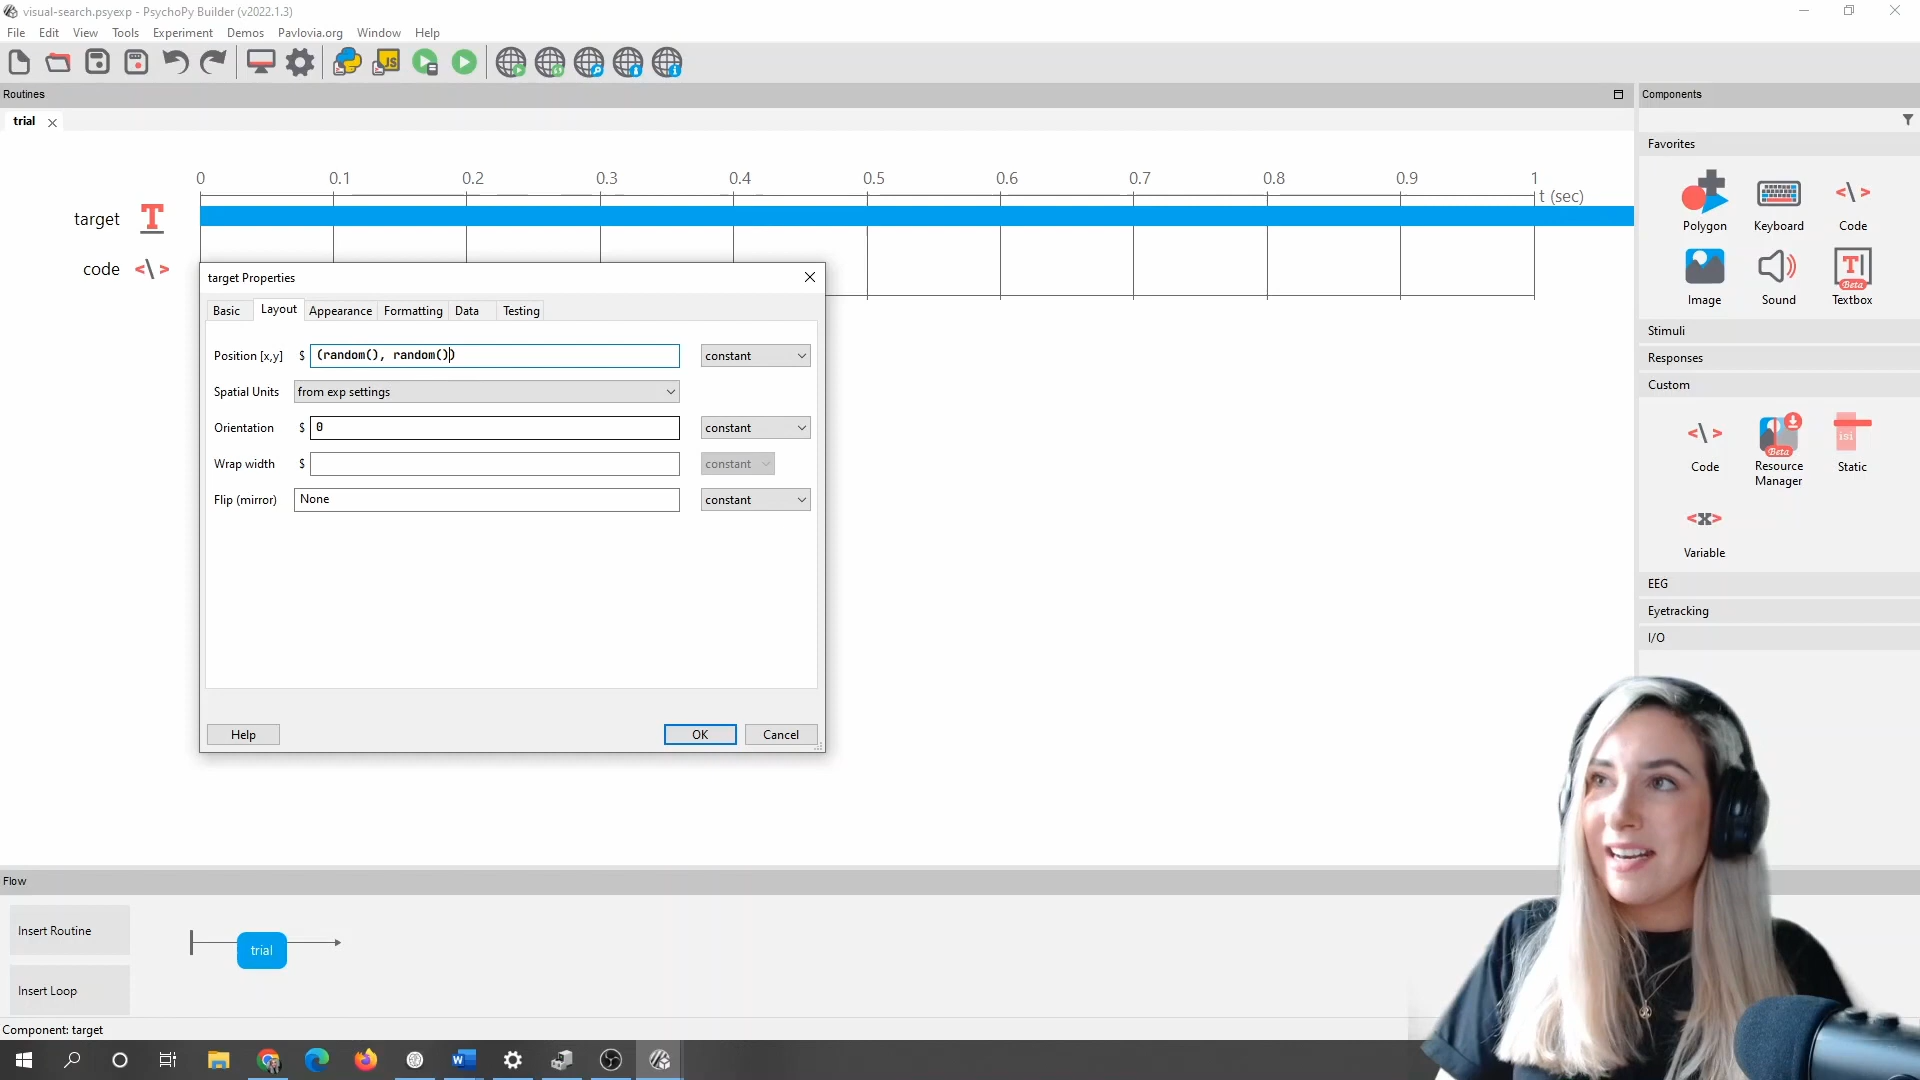 visual-search.psyexp - PsychoPy Builder (v2022.1.3)
File Edit View Tools Experiment Demos Pavlovia.org Window Help
JS
Routines
Components
trial
Favorites
0 0.1 0.2 0.3 0.4 0.5 0.6 0.7 0.8 0.9 1
t (sec)
target T
code </>
Polygon Keyboard Code
T
Beta
Image Sound Textbox
Stimuli
Responses
Custom
isi
Beta
Code Resource Manager Static
<x>
Variable
EEG
Eyetracking
I/O
target Properties
Basic Layout Appearance Formatting Data Testing
Position [x,y] $ (random(), random()) constant
Spatial Units from exp settings
Orientation $ 0 constant
Wrap width $ constant
Flip (mirror) None constant
Help OK Cancel
Flow
Insert Routine
trial
Insert Loop
Component: target